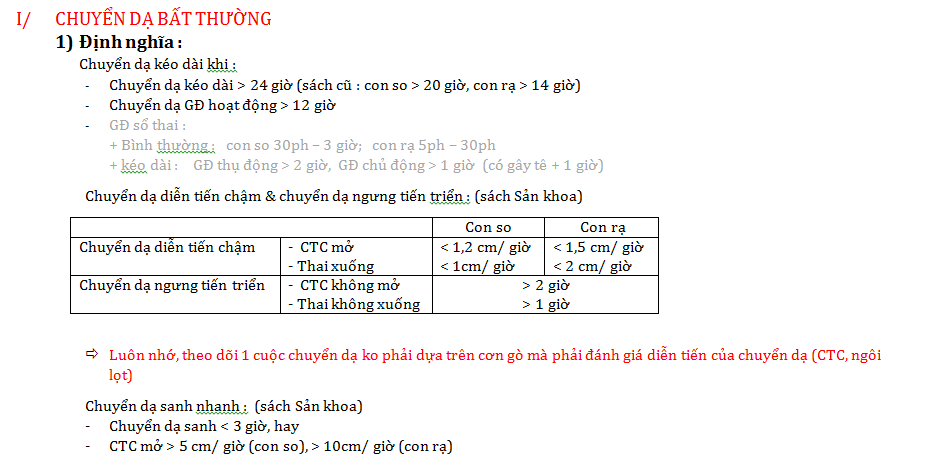 I/ CHUYỂN DẠ BẤT THƯỜNG
1) Định nghĩa :
Chuyển dạ kéo dài khi :
- Chuyển dạ kéo dài > 24 giờ (sách cũ : con so > 20 giờ, con rạ > 14 giờ)
- Chuyển dạ GĐ hoạt động > 12 giờ
- GĐ sổ thai :
+ Bình thường : con so 30ph – 3 giờ; con rạ 5ph – 30ph
+ kéo dài : GĐ thụ động > 2 giờ, GĐ chủ động > 1 giờ (có gây tê + 1 giờ)
Chuyển dạ diễn tiến chậm & chuyển dạ ngưng tiến triển : (sách Sản khoa)
Con so Con rạ
Chuyển dạ diễn tiến chậm - CTC mở < 1,2 cm/ giờ < 1,5 cm/ giờ
- Thai xuống < 1cm/ giờ < 2 cm/ giờ
Chuyển dạ ngưng tiến triển - CTC không mở > 2 giờ
- Thai không xuống > 1 giờ
⇨ Luôn nhớ, theo dõi 1 cuộc chuyển dạ ko phải dựa trên cơn gò mà phải đánh giá diễn tiến của chuyển dạ (CTC, ngôi
lọt)
Chuyển dạ sanh nhanh : (sách Sản khoa)
- Chuyển dạ sanh < 3 giờ, hay
- CTC mở > 5 cm/ giờ (con so), > 10cm/ giờ (con rạ)